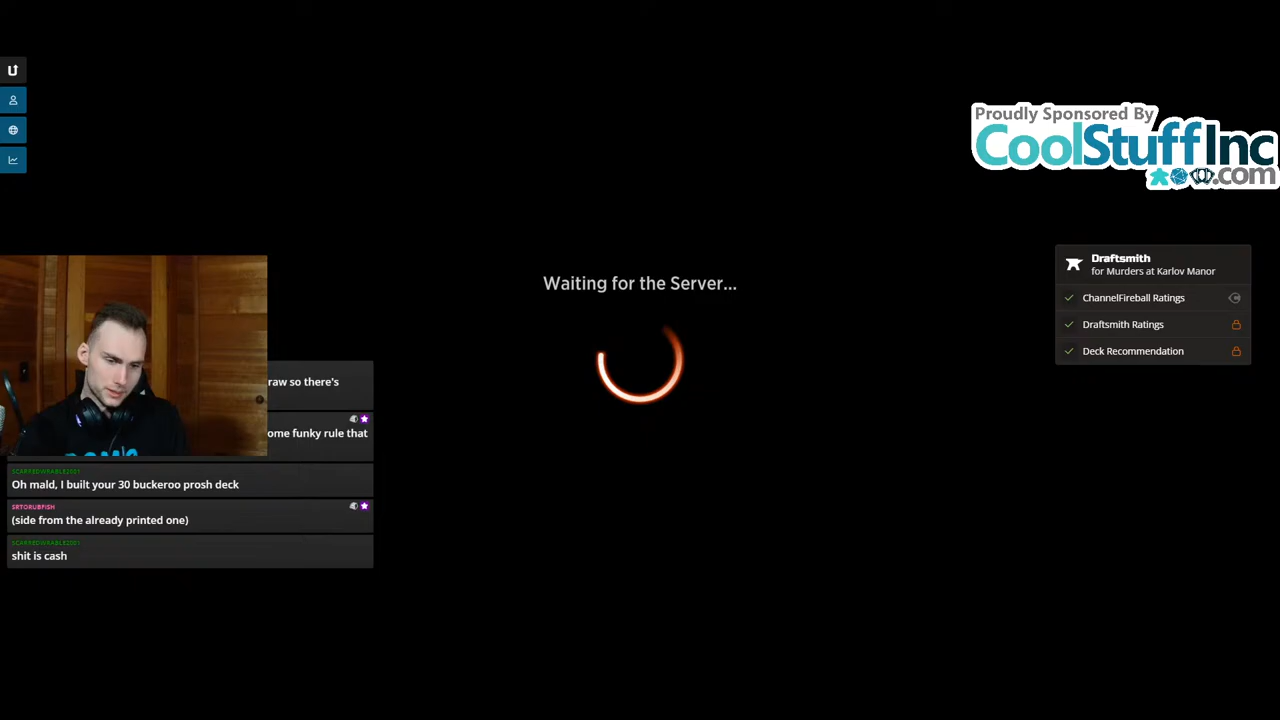 Proudly Sponsored By
CoolStuffInc
.com
Draftsmith
for Murders at Karlov Manor
ChannelFireball Ratings
Draftsmith Ratings
Deck Recommendation
Waiting for the Server...
raw so there's
ome funky rule that
Oh mald, I built your 30 buckeroo prosh deck
SRTORUBFISH
(side from the already printed one)
shit is cash